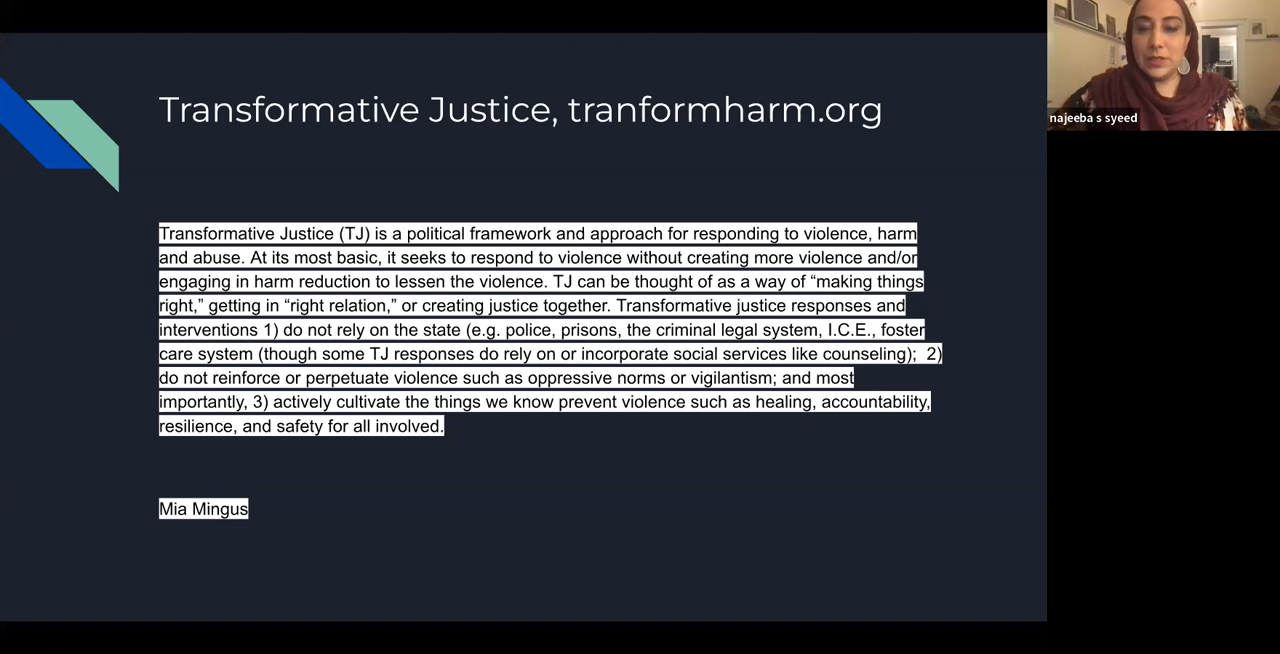 Transformative Justice, tranformharm.org
Transformative Justice (TJ) is a political framework and approach for responding to violence, harm
and abuse. At its most basic, it seeks to respond to violence without creating more violence and/or
engaging in harm reduction to lessen the violence. TJ can be thought of as a way of “making things
right,” getting in “right relation,” or creating justice together. Transformative justice responses and
interventions 1) do not rely on the state (e.g. police, prisons, the criminal legal system, I.C.E., foster
care system (though some TJ responses do rely on or incorporate social services like counseling);  2)
do not reinforce or perpetuate violence such as oppressive norms or vigilantism; and most
importantly, 3) actively cultivate the things we know prevent violence such as healing, accountability,
resilience, and safety for all involved.
Mia Mingus
najeeba s syeed